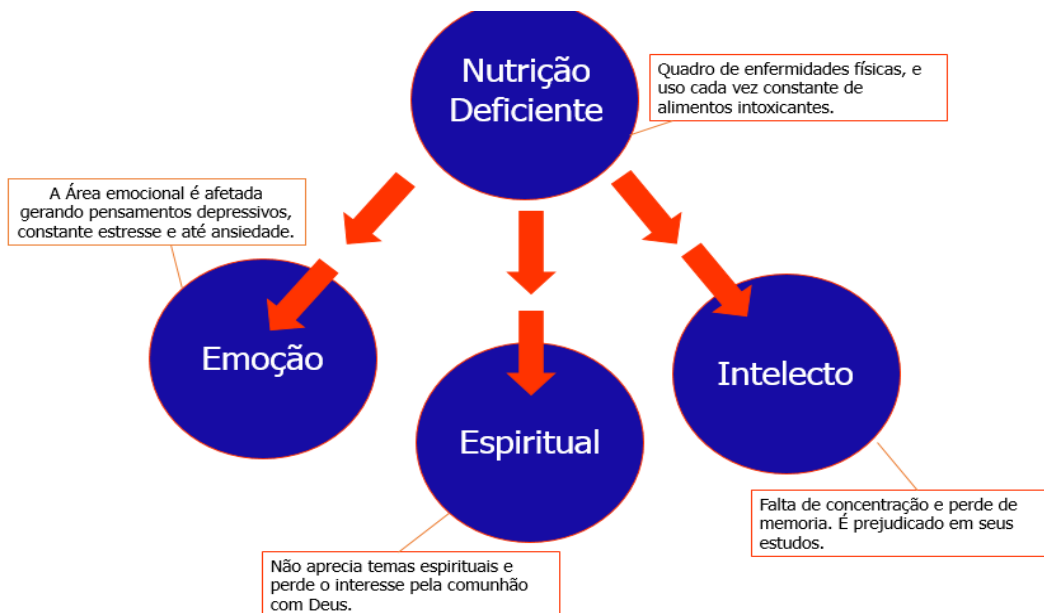 Nutrição
Deficiente
Quadro de enfermidades físicas, e
uso cada vez constante de
alimentos intoxicantes.
A Área emocional é afetada
gerando pensamentos depressivos,
constante estresse e até ansiedade.
Emoção
Espiritual
Intelecto
Falta de concentração e perde de
memoria. É prejudicado em seus
estudos.
Não aprecia temas espirituais e
perde o interesse pela comunhão
com Deus.